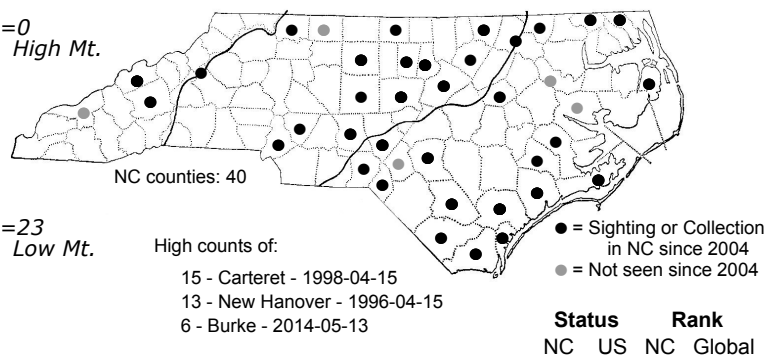 =0
High Mt.
NC counties: 40
=23
Low Mt.
High counts of:
15 - Carteret - 1998-04-15
13 - New Hanover - 1996-04-15
6 - Burke - 2014-05-13
= Sighting or Collection
in NC since 2004
= Not seen since 2004
Status Rank
NC US NC Global